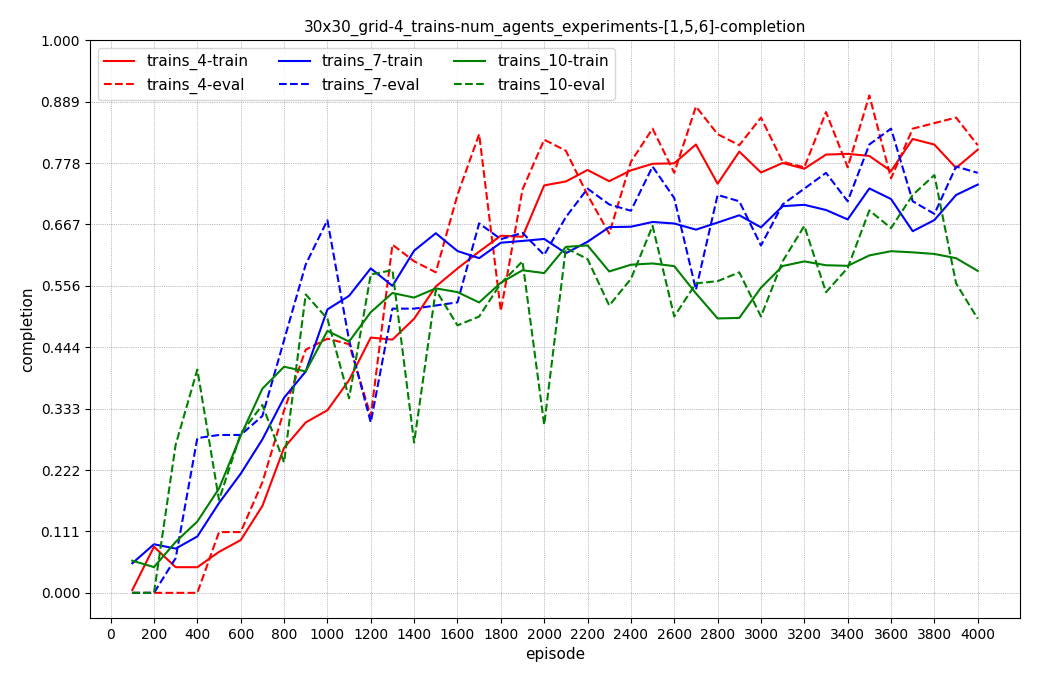 30x30_grid-4_trains-num_agents_experiments-[1,5,6]-completion
trains_4-train trains_7-train trains_10-train
trains_4-eval trains_7-eval trains_10-eval
1.000
0.889
0.778
0.667
0.556
0.444
0.333
0.222
0.111
0.000
completion
0 200 400 600 800 1000 1200 1400 1600 1800 2000 2200 2400 2600 2800 3000 3200 3400 3600 3800 4000
episode